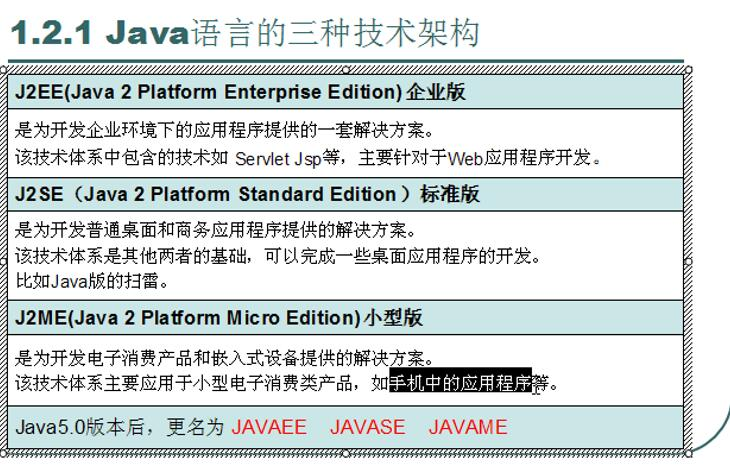 1.2.1 Java语言的三种技术架构
J2EE(Java 2 Platform Enterprise Edition)企业版
是为开发企业环境下的应用程序提供的一套解决方案。
该技术体系中包含的技术如 Servlet Jsp等，主要针对于Web应用程序开发。
J2SE（Java 2 Platform Standard Edition）标准版
是为开发普通桌面和商务应用程序提供的解决方案。
该技术体系是其他两者的基础，可以完成一些桌面应用程序的开发。
比如Java版的扫雷。
J2ME(Java 2 Platform Micro Edition)小型版
是为开发电子消费产品和嵌入式设备提供的解决方案。
该技术体系主要应用于小型电子消费类产品，如手机中的应用程序等。
Java5.0版本后，更名为 JAVAEE JAVASE JAVAME